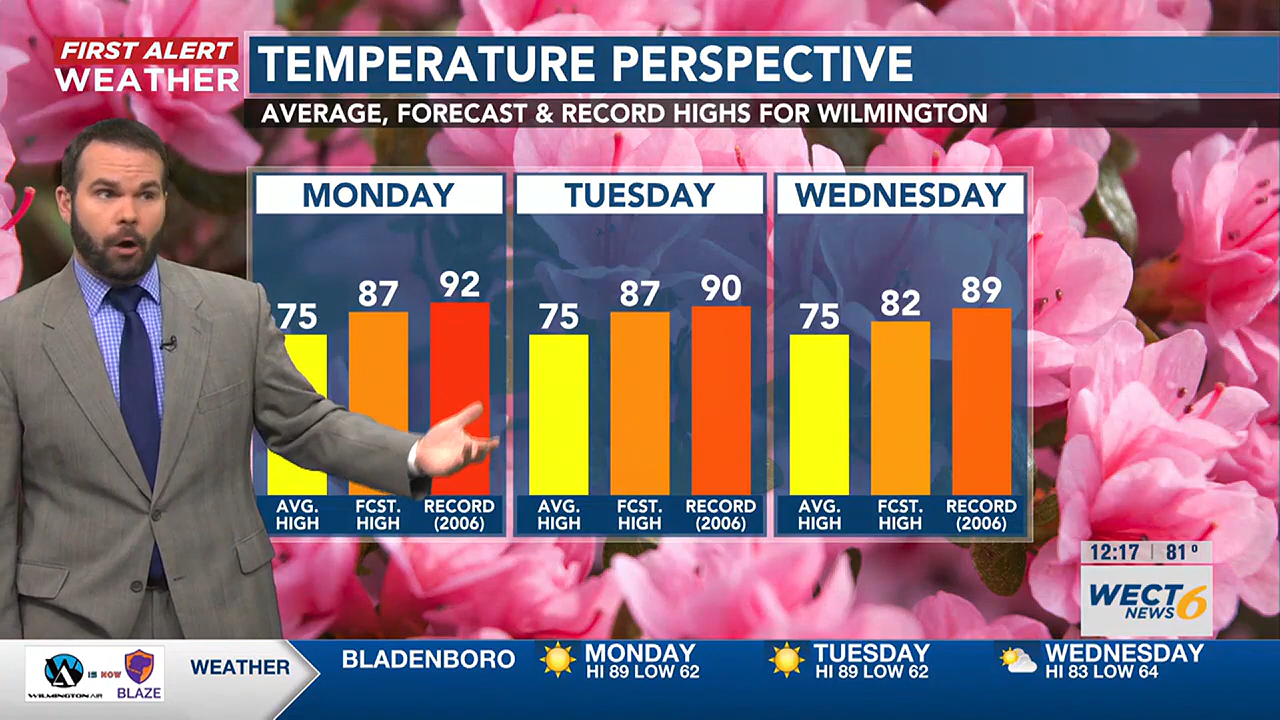 FIRST ALERT
WEATHER
TEMPERATURE PERSPECTIVE
AVERAGE, FORECAST & RECORD HIGHS FOR WILMINGTON
MONDAY
TUESDAY
WEDNESDAY
75
87
92
75
87
90
75
82
89
AVG. HIGH
FCST. HIGH
RECORD (2006)
AVG. HIGH
FCST. HIGH
RECORD (2006)
AVG. HIGH
FCST. HIGH
RECORD (2006)
12:17 | 81°
WECT 6
NEWS
WILMINGTON AIR
IS NOW
BLAZE
WEATHER
BLADENBORO
MONDAY
HI 89 LOW 62
TUESDAY
HI 89 LOW 62
WEDNESDAY
HI 83 LOW 64